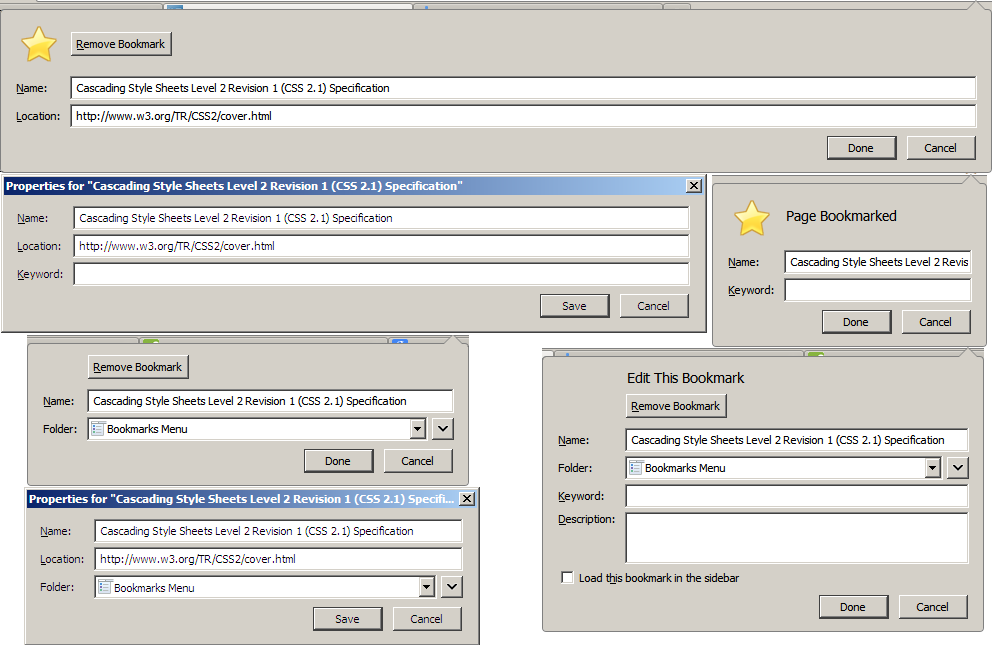 Remove Bookmark
Name: Cascading Style Sheets Level 2 Revision 1 (CSS 2.1) Specification
Location: http://www.w3.org/TR/CSS2/cover.html
Done Cancel
Properties for "Cascading Style Sheets Level 2 Revision 1 (CSS 2.1) Specification"
Name: Cascading Style Sheets Level 2 Revision 1 (CSS 2.1) Specification
Location: http://www.w3.org/TR/CSS2/cover.html
Keyword:
Save Cancel
Page Bookmarked
Name: Cascading Style Sheets Level 2 Revis
Keyword:
Done Cancel
Remove Bookmark
Name: Cascading Style Sheets Level 2 Revision 1 (CSS 2.1) Specification
Folder: Bookmarks Menu
Done Cancel
Edit This Bookmark
Remove Bookmark
Name: Cascading Style Sheets Level 2 Revision 1 (CSS 2.1) Specification
Folder: Bookmarks Menu
Keyword:
Description:
Load this bookmark in the sidebar
Done Cancel
Properties for "Cascading Style Sheets Level 2 Revision 1 (CSS 2.1) Specifi...
Name: Cascading Style Sheets Level 2 Revision 1 (CSS 2.1) Specification
Location: http://www.w3.org/TR/CSS2/cover.html
Folder: Bookmarks Menu
Save Cancel